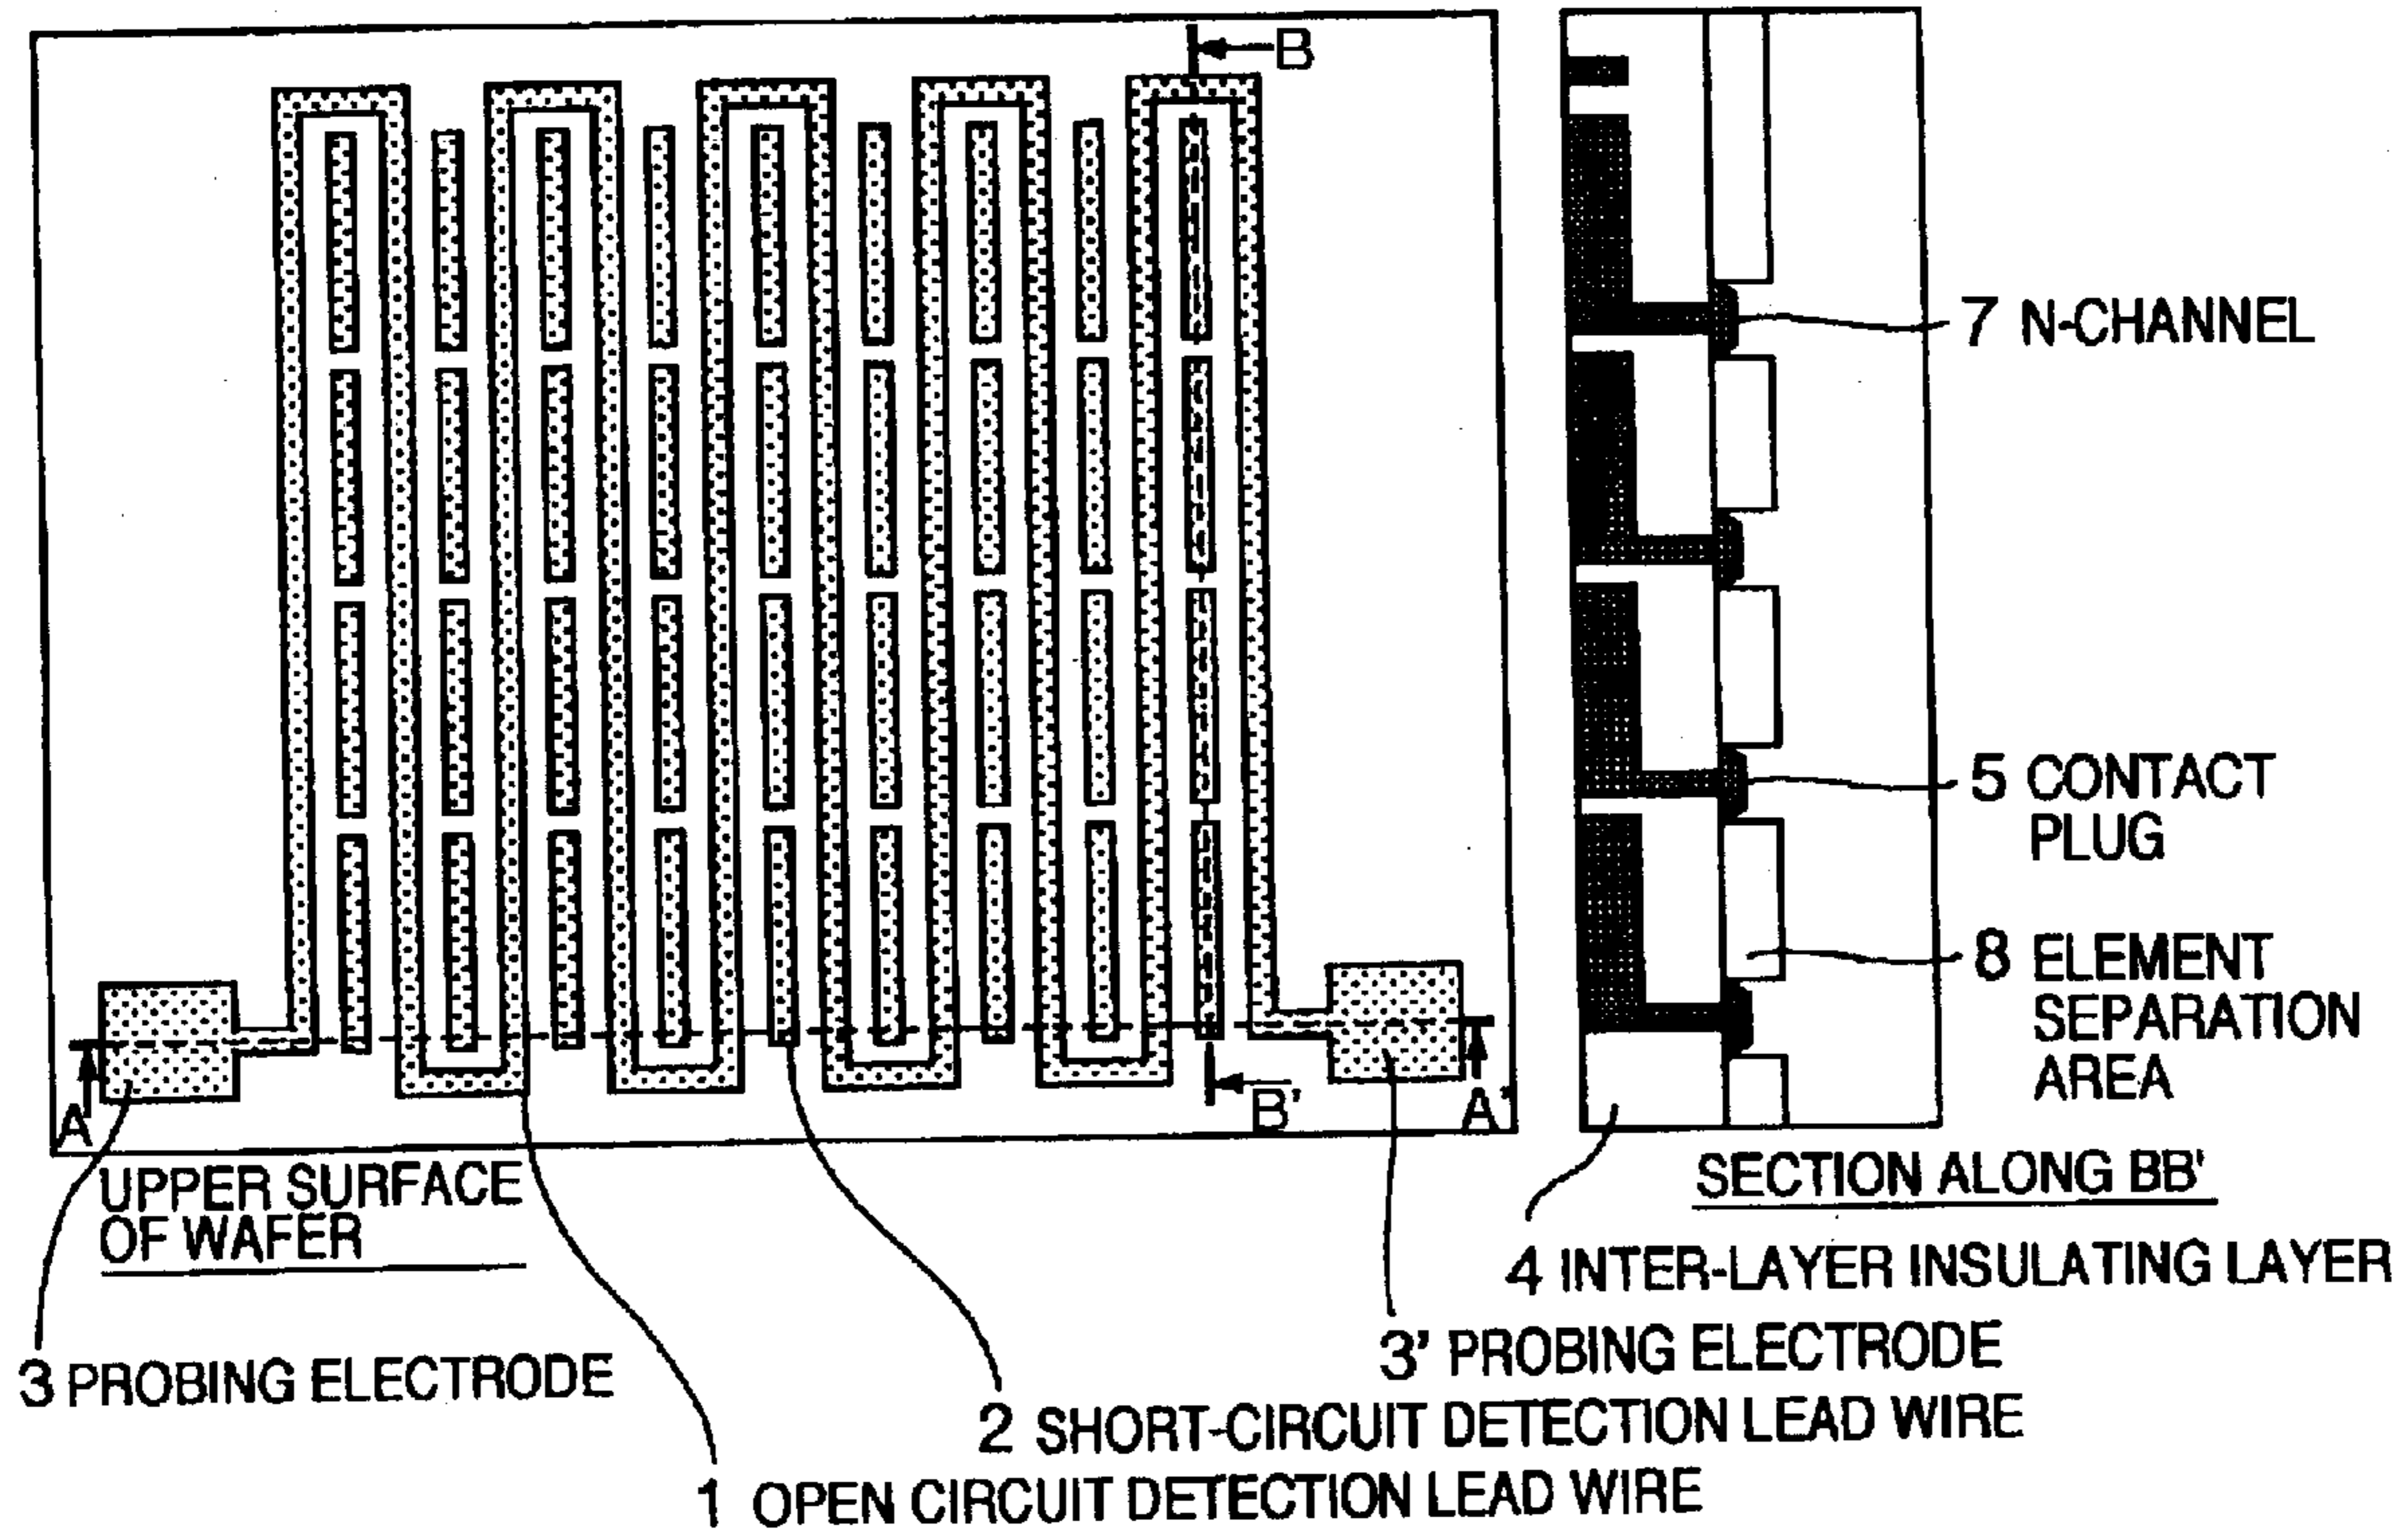 B
7 N-CHANNEL
5 CONTACT
PLUG
8 ELEMENT
SEPARATION
AREA
A
B'
A'
UPPER SURFACE
OF WAFER
SECTION ALONG BB'
4 INTER-LAYER INSULATING LAYER
3' PROBING ELECTRODE
3 PROBING ELECTRODE
2 SHORT-CIRCUIT DETECTION LEAD WIRE
1 OPEN CIRCUIT DETECTION LEAD WIRE